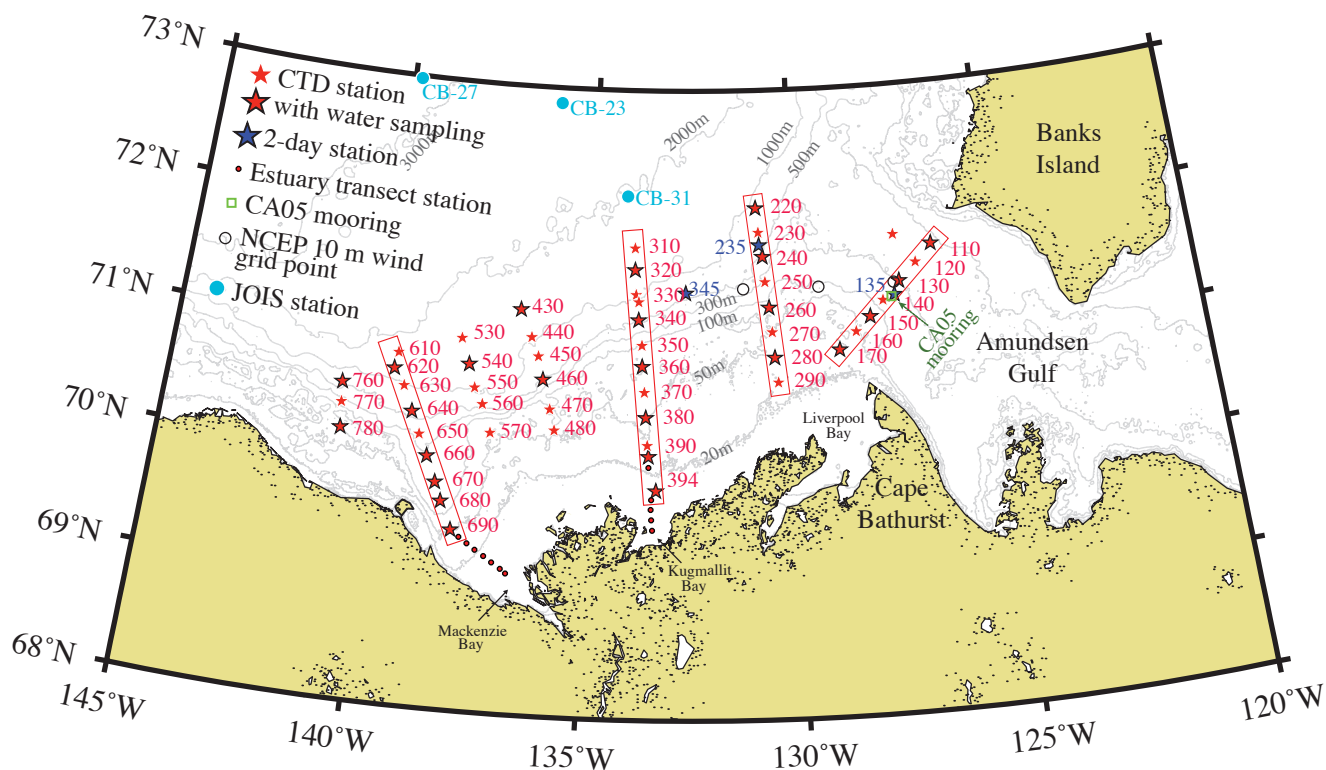 73°N
72°N
71°N
70°N
69°N
68°N
145°W
140°W
135°W
130°W
125°W
120°W
CTD station
with water sampling
2-day station
Estuary transect station
CA05 mooring
NCEP 10 m wind
grid point
JOIS station
CB-27
CB-23
CB-31
3000m
2000m
1000m
500m
300m
100m
50m
20m
Banks
Island
Amundsen
Gulf
Cape
Bathurst
Liverpool
Bay
Kugmallit
Bay
Mackenzie
Bay
CA05
mooring
110
120
130
135
140
150
160
170
220
230
235
240
250
260
270
280
290
310
320
330
340
345
350
360
370
380
390
394
430
440
450
460
470
480
530
540
550
560
570
610
620
630
640
650
660
670
680
690
760
770
780